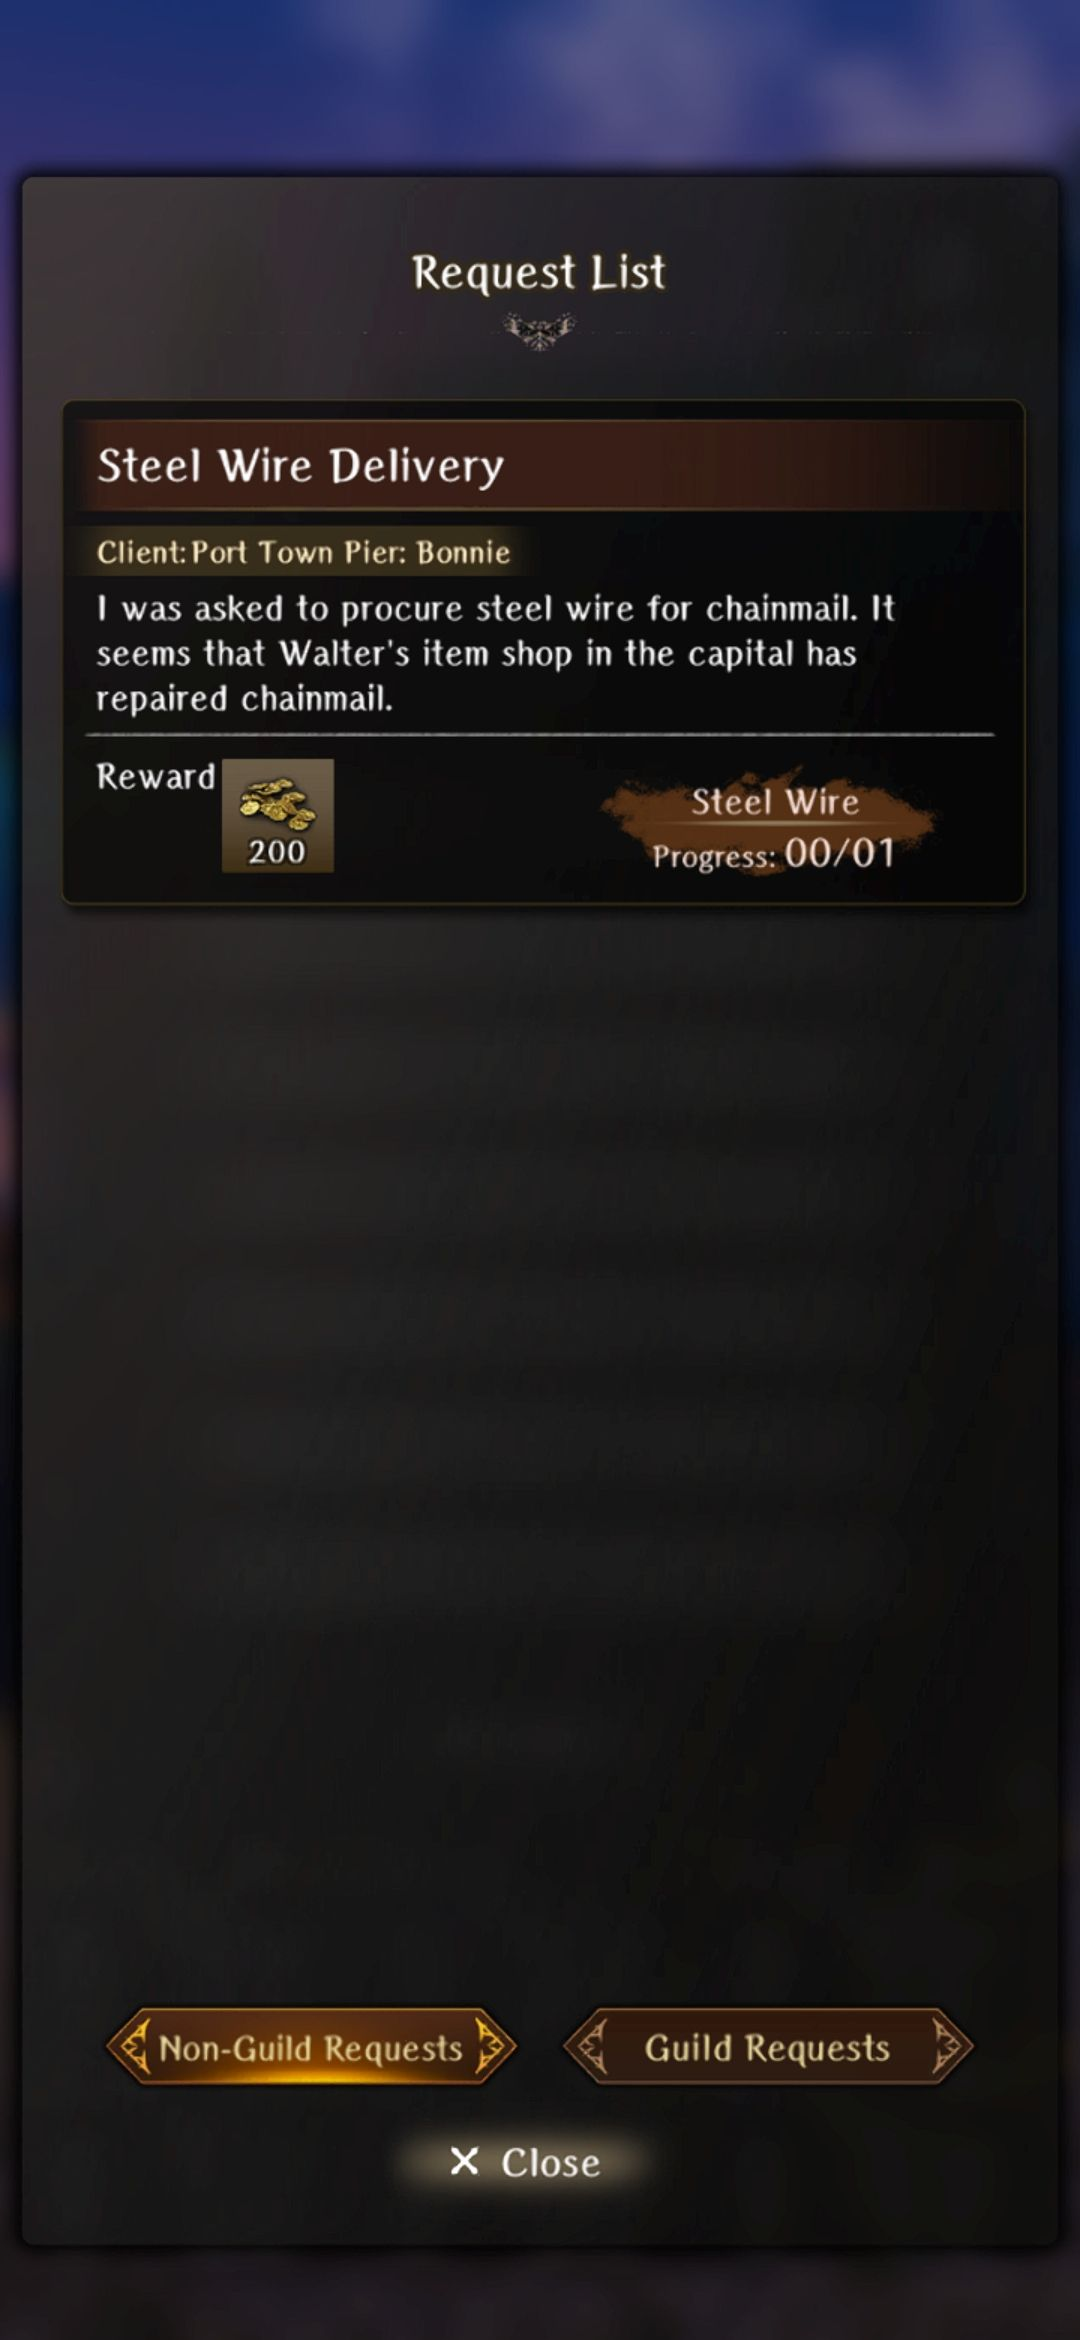 Request List
Steel Wire Delivery
Client: Port Town Pier: Bonnie
I was asked to procure steel wire for chainmail. It
seems that Walter's item shop in the capital has
repaired chainmail.
Reward
200
Steel Wire
Progress: 00/01
Non-Guild Requests
Guild Requests
✕ Close